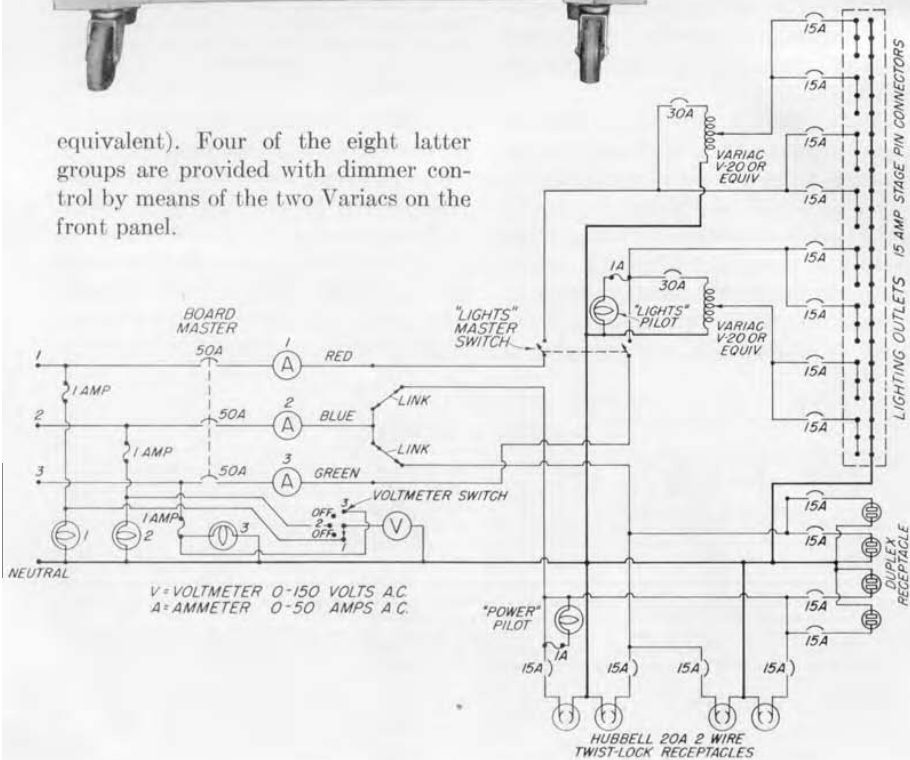 equivalent). Four of the eight latter
groups are provided with dimmer con-
trol by means of the two Variacs on the
front panel.
15A
15A
15A
15A
15A
15A
15A
15A
LIGHTING OUTLETS 15 AMP STAGE PIN CONNECTORS
30A
VARIAC
V-20 OR
EQUIV
1A
30A
"LIGHTS"
PILOT
VARIAC
V-20 OR
EQUIV.
"LIGHTS"
MASTER
SWITCH
BOARD
MASTER
1
50A
1
A
RED
1 AMP
2
50A
2
A
BLUE
LINK
LINK
1 AMP
3
50A
3
A
GREEN
VOLTMETER SWITCH
1
2
1 AMP
3
OFF
3
2
OFF
1
V
NEUTRAL
V = VOLTMETER 0-150 VOLTS A.C.
A = AMMETER 0-50 AMPS A.C.
15A
15A
15A
15A
DUPLEX
RECEPTACLE
"POWER"
PILOT
1A
15A
15A
15A
15A
HUBBELL 20A 2 WIRE
TWIST-LOCK RECEPTACLES